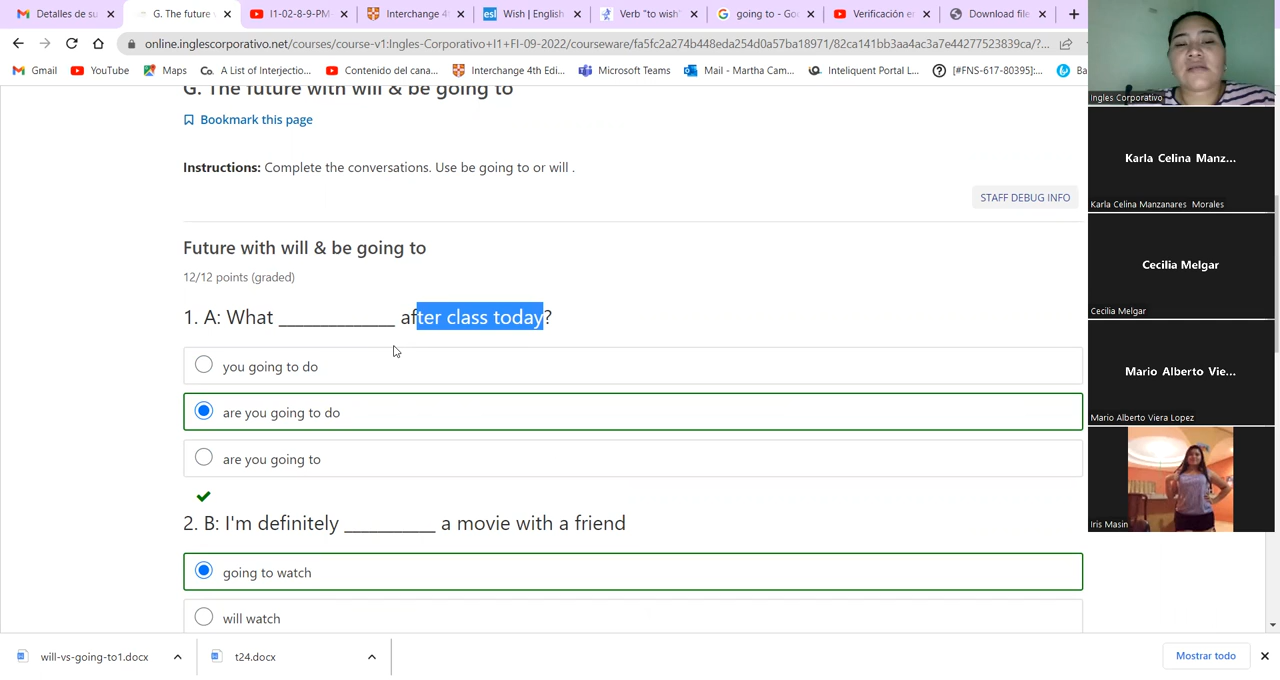 Detalles de su
G. The future
I1-02-8-9-PM-
Interchange 4
Wish | English
Verb "to wish"
going to - Go
Verificación e
Download file
online.inglescorporativo.net/courses/course-v1:Ingles-Corporativo+I1+FI-09-2022/courseware/fa5fc2a274b448eda254d0a57ba18971/82ca141bb3aa4c3a7e44277523839ca/?...
Gmail
YouTube
Maps
A List of Interjectio...
Contenido del cana...
Interchange 4th Edi...
Microsoft Teams
Mail - Martha Cam...
Inteliquent Portal L...
[#FNS-617-80395]:...
Ba
G. The future with will & be going to
Bookmark this page
Instructions: Complete the conversations. Use be going to or will .
STAFF DEBUG INFO
Future with will & be going to
12/12 points (graded)
1. A: What ______________ after class today?
you going to do
are you going to do
are you going to
2. B: I'm definitely ___________ a movie with a friend
going to watch
will watch
will-vs-going-to1.docx
t24.docx
Mostrar todo
Ingles Corporativo
Karla Celina Manz...
Karla Celina Manzanares Morales
Cecilia Melgar
Cecilia Melgar
Mario Alberto Vie...
Mario Alberto Viera Lopez
Iris Masin